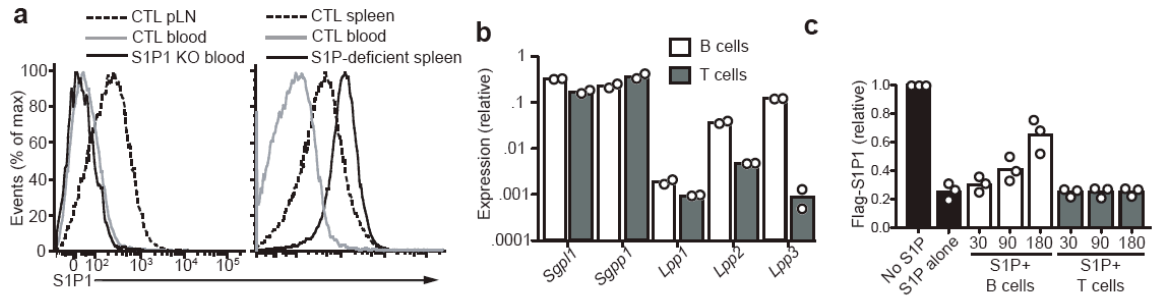 a
CTL pLN
CTL blood
S1P1 KO blood
CTL spleen
CTL blood
S1P-deficient spleen
Events (% of max)
100
80
60
40
20
0
0 10² 10³ 10⁴ 10⁵
S1P1
b
B cells
T cells
Expression (relative)
1
.1
.01
.001
.0001
Sgpl1 Sgpp1 Lpp1 Lpp2 Lpp3
c
Flag-S1P1 (relative)
1.0
0.8
0.6
0.4
0.2
0.0
No S1P
S1P alone
30 90 180 30 90 180
S1P+ S1P+
B cells T cells